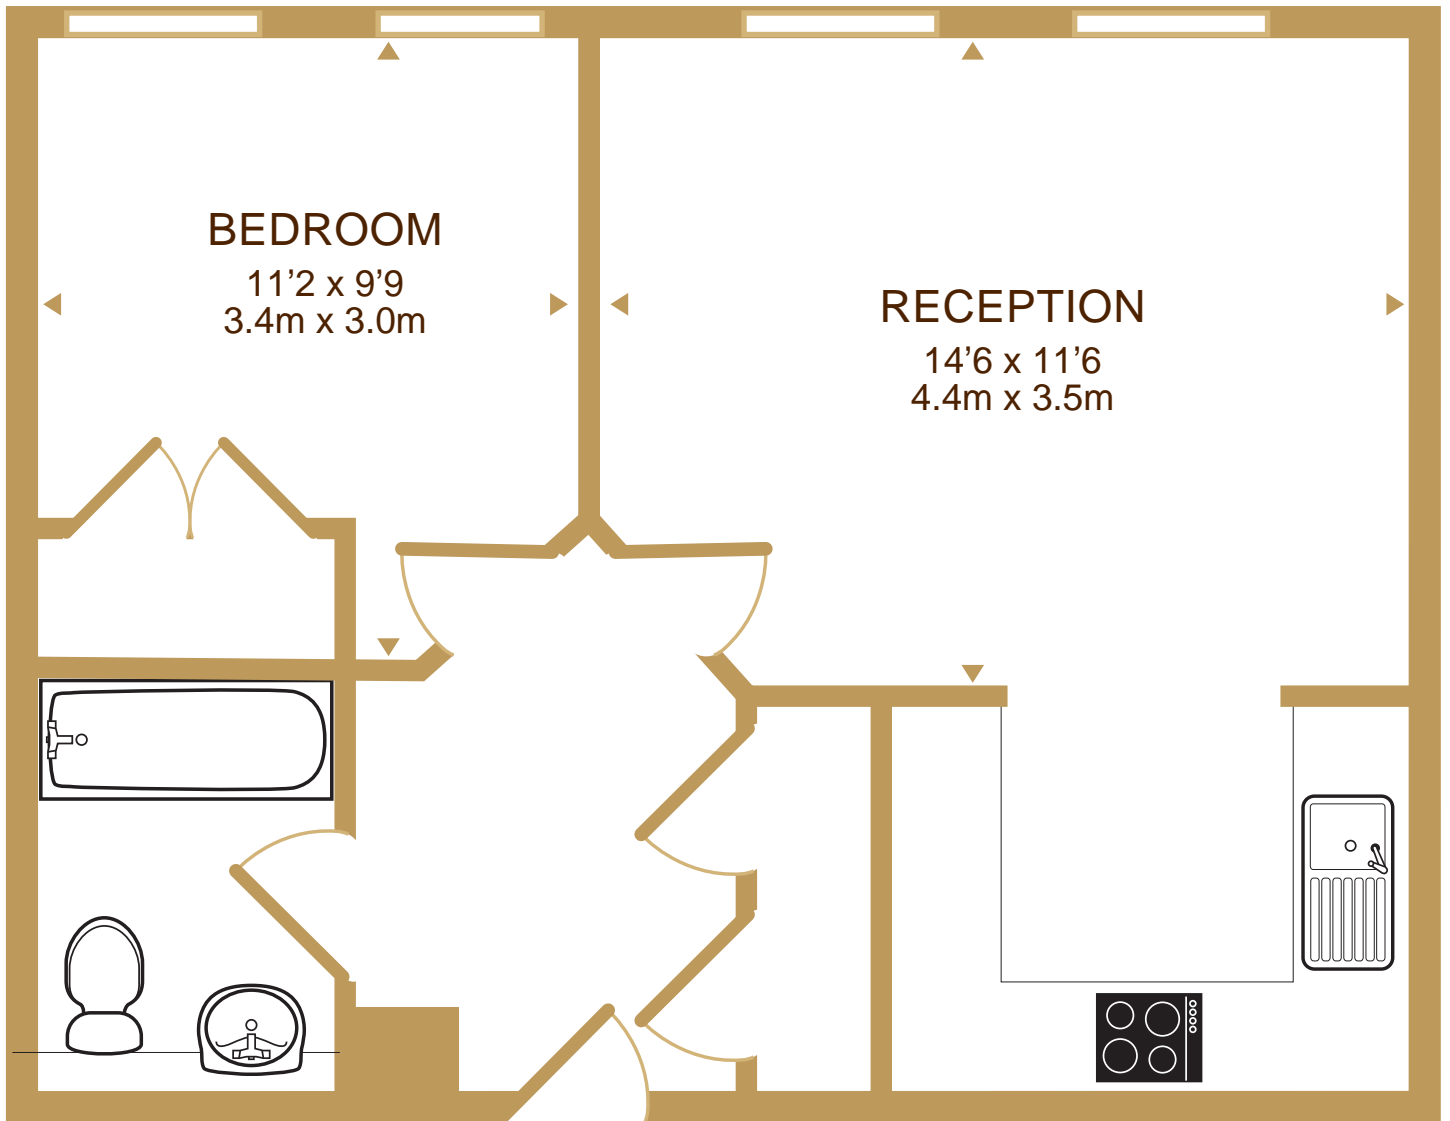 BEDROOM
11’2 x 9’9
3.4m x 3.0m
RECEPTION
14’6 x 11’6
4.4m x 3.5m